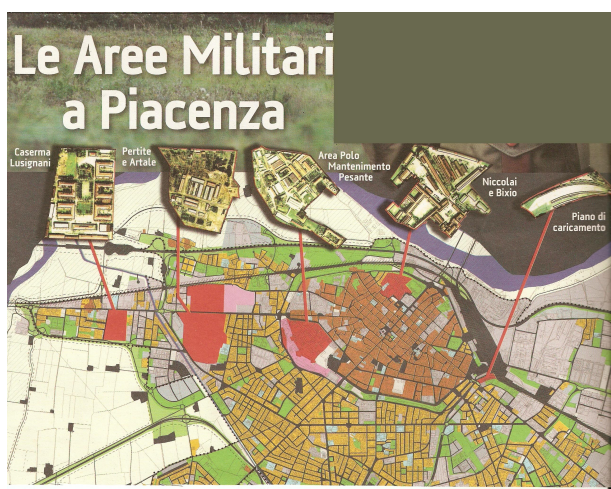 Le Aree Militari
a Piacenza
Caserma
Lusignani
Pertite
e Artale
Area Polo
Mantenimento
Pesante
Niccolai
e Bixio
Piano di
caricamento